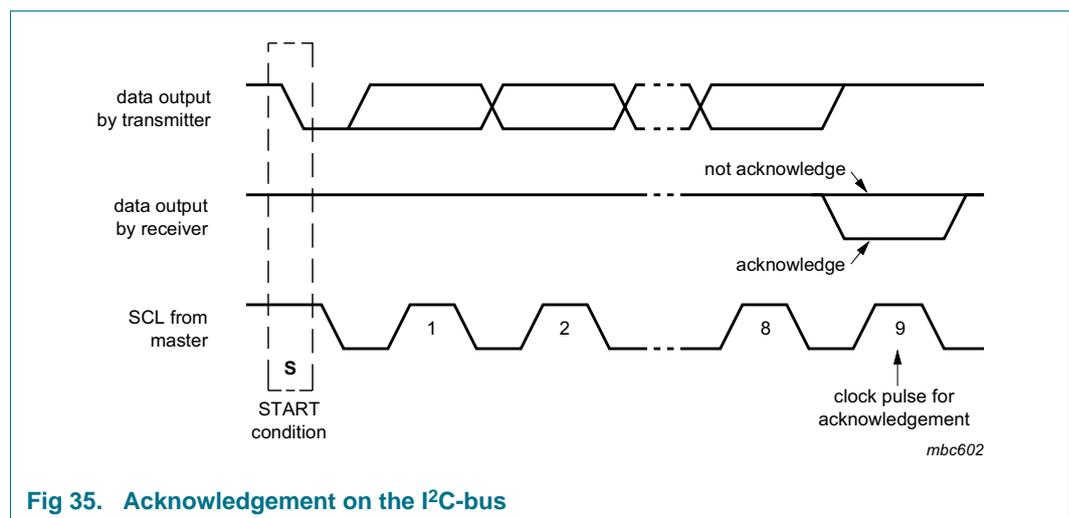 data output
by transmitter
not acknowledge
data output
by receiver
acknowledge
SCL from
master
1
2
8
9
S
START
condition
clock pulse for
acknowledgement
mbc602
Fig 35. Acknowledgement on the I²C-bus